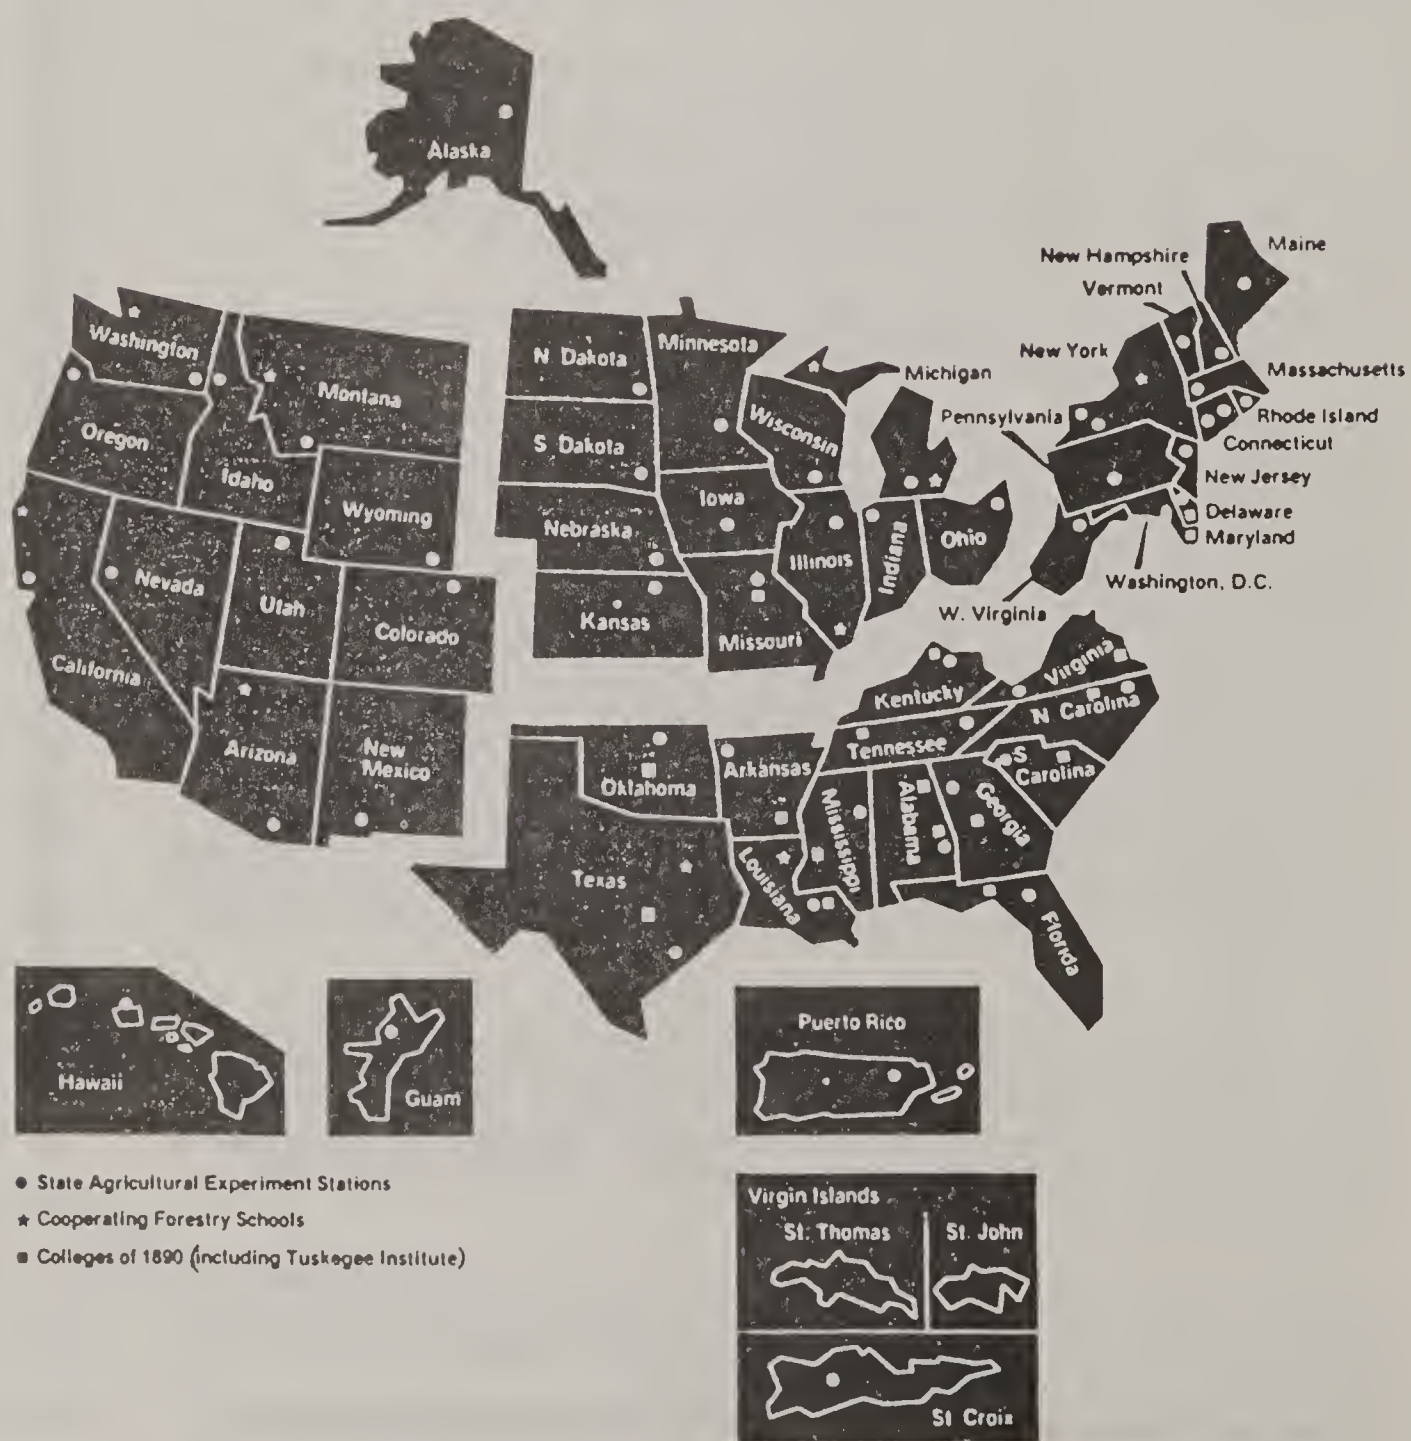 Alaska
Maine
New Hampshire
Vermont
New York
Massachusetts
Michigan
Pennsylvania
Rhode Island
Connecticut
New Jersey
Delaware
Maryland
Washington, D.C.
W. Virginia
Washington
Montana
Oregon
Idaho
Wyoming
Nevada
Utah
Colorado
California
Arizona
New
Mexico
N Dakota
Minnesota
S Dakota
Wisconsin
Iowa
Nebraska
Illinois
Indiana
Ohio
Kansas
Missouri
Kentucky
Virginia
Tennessee
N Carolina
S
Carolina
Oklahoma
Arkansas
Mississippi
Alabama
Georgia
Texas
Louisiana
Florida
Hawaii
Guam
Puerto Rico
● State Agricultural Experiment Stations
★ Cooperating Forestry Schools
■ Colleges of 1890 (including Tuskegee Institute)
Virgin Islands
St. Thomas
St. John
St Croix